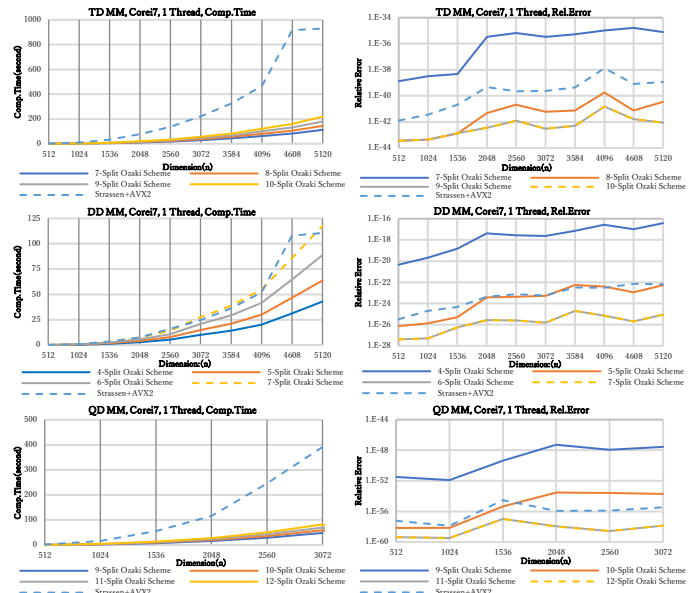 TD MM, Corei7, 1 Thread, Comp.Time
1000
800
600
400
200
0
Comp.Time(second)
512 1024 1536 2048 2560 3072 3584 4096 4608 5120
Dimension(n)
7-Split Ozaki Scheme 8-Split Ozaki Scheme
9-Split Ozaki Scheme 10-Split Ozaki Scheme
Strassen+AVX2
TD MM, Corei7, 1 Thread, Rel.Error
1.E-34
1.E-36
1.E-38
1.E-40
1.E-42
1.E-44
Relative Error
512 1024 1536 2048 2560 3072 3584 4096 4608 5120
Dimension(n)
7-Split Ozaki Scheme 8-Split Ozaki Scheme
9-Split Ozaki Scheme 10-Split Ozaki Scheme
Strassen+AVX2
DD MM, Corei7, 1 Thread, Comp.Time
125
100
75
50
25
0
Comp.Time(second)
512 1024 1536 2048 2560 3072 3584 4096 4608 5120
Dimension:(n)
4-Split Ozaki Scheme 5-Split Ozaki Scheme
6-Split Ozaki Scheme 7-Split Ozaki Scheme
Strassen+AVX2
DD MM, Corei7, 1 Thread, Rel.Error
1.E-16
1.E-18
1.E-20
1.E-22
1.E-24
1.E-26
1.E-28
Relative Error
512 1024 1536 2048 2560 3072 3584 4096 4608 5120
Dimension:(n)
4-Split Ozaki Scheme 5-Split Ozaki Scheme
6-Split Ozaki Scheme 7-Split Ozaki Scheme
Strassen+AVX2
QD MM, Corei7, 1 Thread, Comp.Time
500
400
300
200
100
0
Comp.Time(second)
512 1024 1536 2048 2560 3072
Dimension(n)
9-Split Ozaki Scheme 10-Split Ozaki Scheme
11-Split Ozaki Scheme 12-Split Ozaki Scheme
Strassen+AVX2
QD MM, Corei7, 1 Thread, Rel.Error
1.E-44
1.E-48
1.E-52
1.E-56
1.E-60
Relative Error
512 1024 1536 2048 2560 3072
Dimension(n)
9-Split Ozaki Scheme 10-Split Ozaki Scheme
11-Split Ozaki Scheme 12-Split Ozaki Scheme
Strassen+AVX2